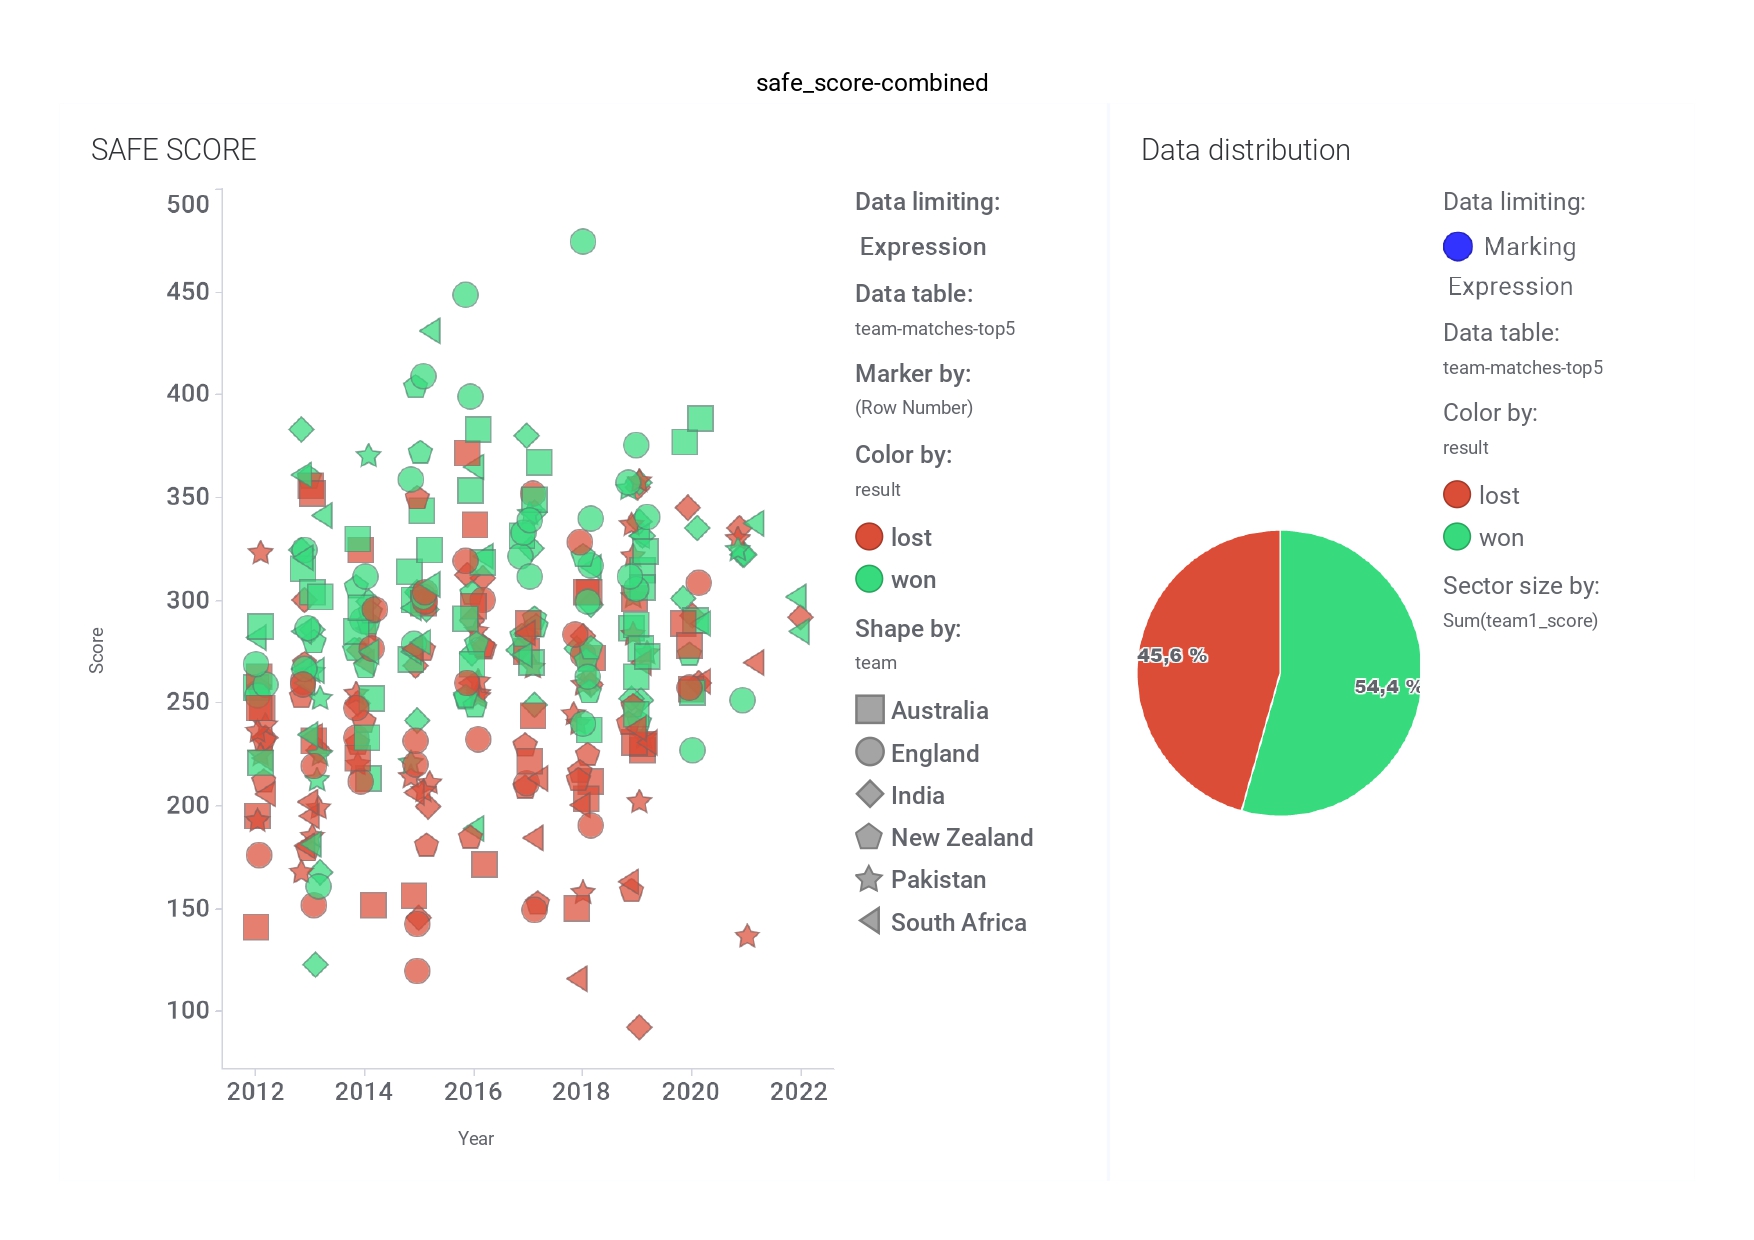 safe_score-combined
SAFE SCORE
500
450
400
350
300
250
200
150
100
Score
2012 2014 2016 2018 2020 2022
Year
Data limiting:
Expression
Data table:
team-matches-top5
Marker by:
(Row Number)
Color by:
result
lost
won
Shape by:
team
Australia
England
India
New Zealand
Pakistan
South Africa
Data distribution
45,6 %
54,4 %
Data limiting:
Marking
Expression
Data table:
team-matches-top5
Color by:
result
lost
won
Sector size by:
Sum(team1_score)